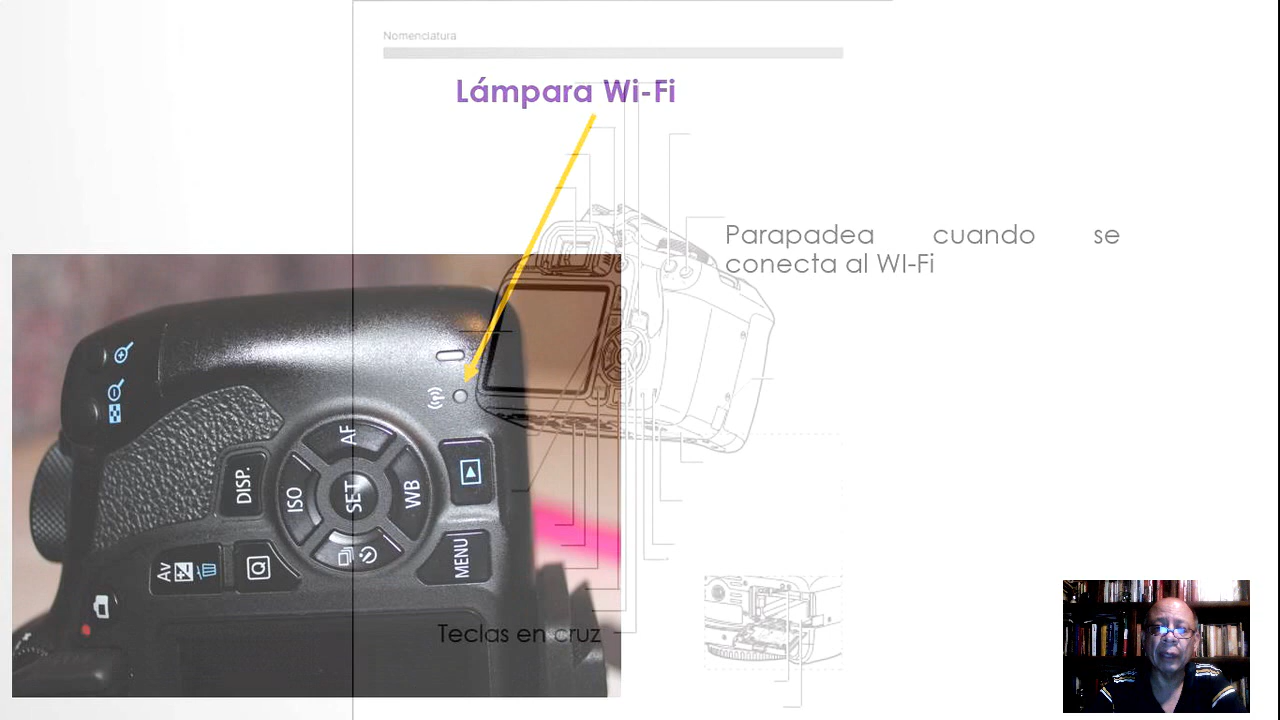 Nomenclatura
Lámpara Wi-Fi
Parapadea cuando se
conecta al WI-Fi
AF
DISP.
ISO
SET
WB
Av
Q
MENU
Teclas en cruz